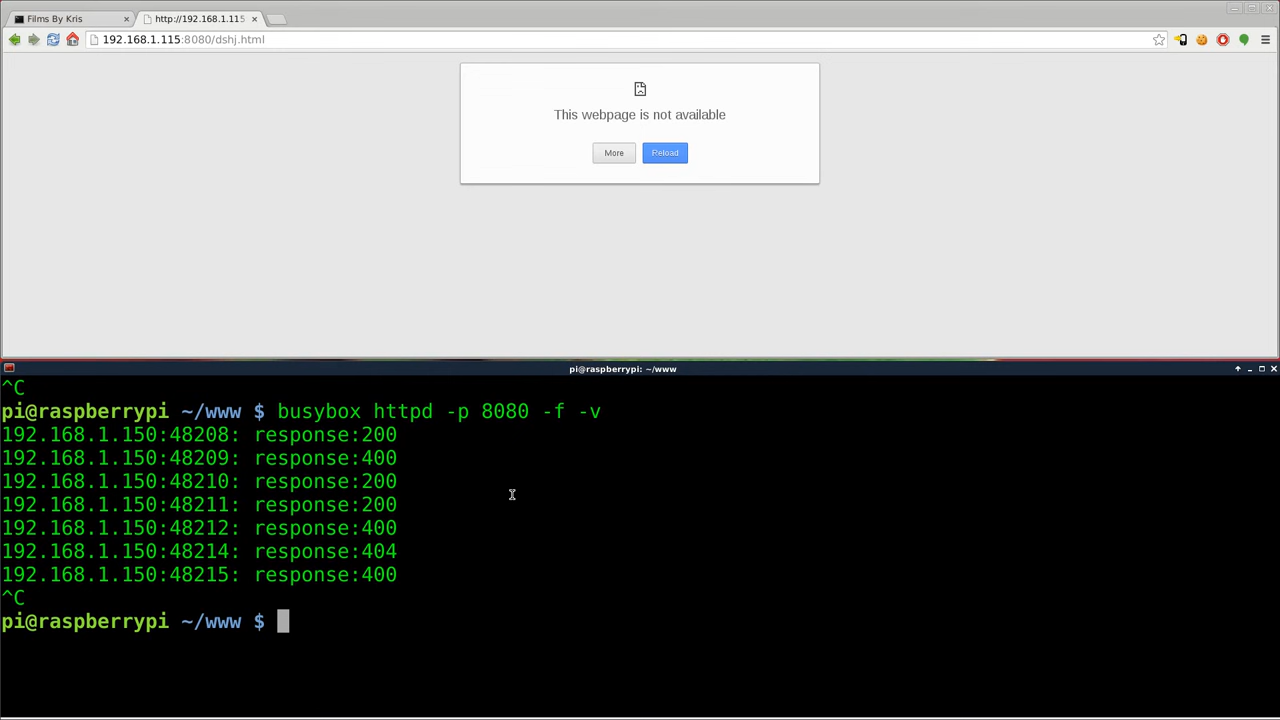 Films By Kris
http://192.168.1.115
192.168.1.115:8080/dshj.html
This webpage is not available
More
Reload
pi@raspberrypi: ~/www
^C
pi@raspberrypi ~/www $ busybox httpd -p 8080 -f -v
192.168.1.150:48208: response:200
192.168.1.150:48209: response:400
192.168.1.150:48210: response:200
192.168.1.150:48211: response:200
192.168.1.150:48212: response:400
192.168.1.150:48214: response:404
192.168.1.150:48215: response:400
^C
pi@raspberrypi ~/www $